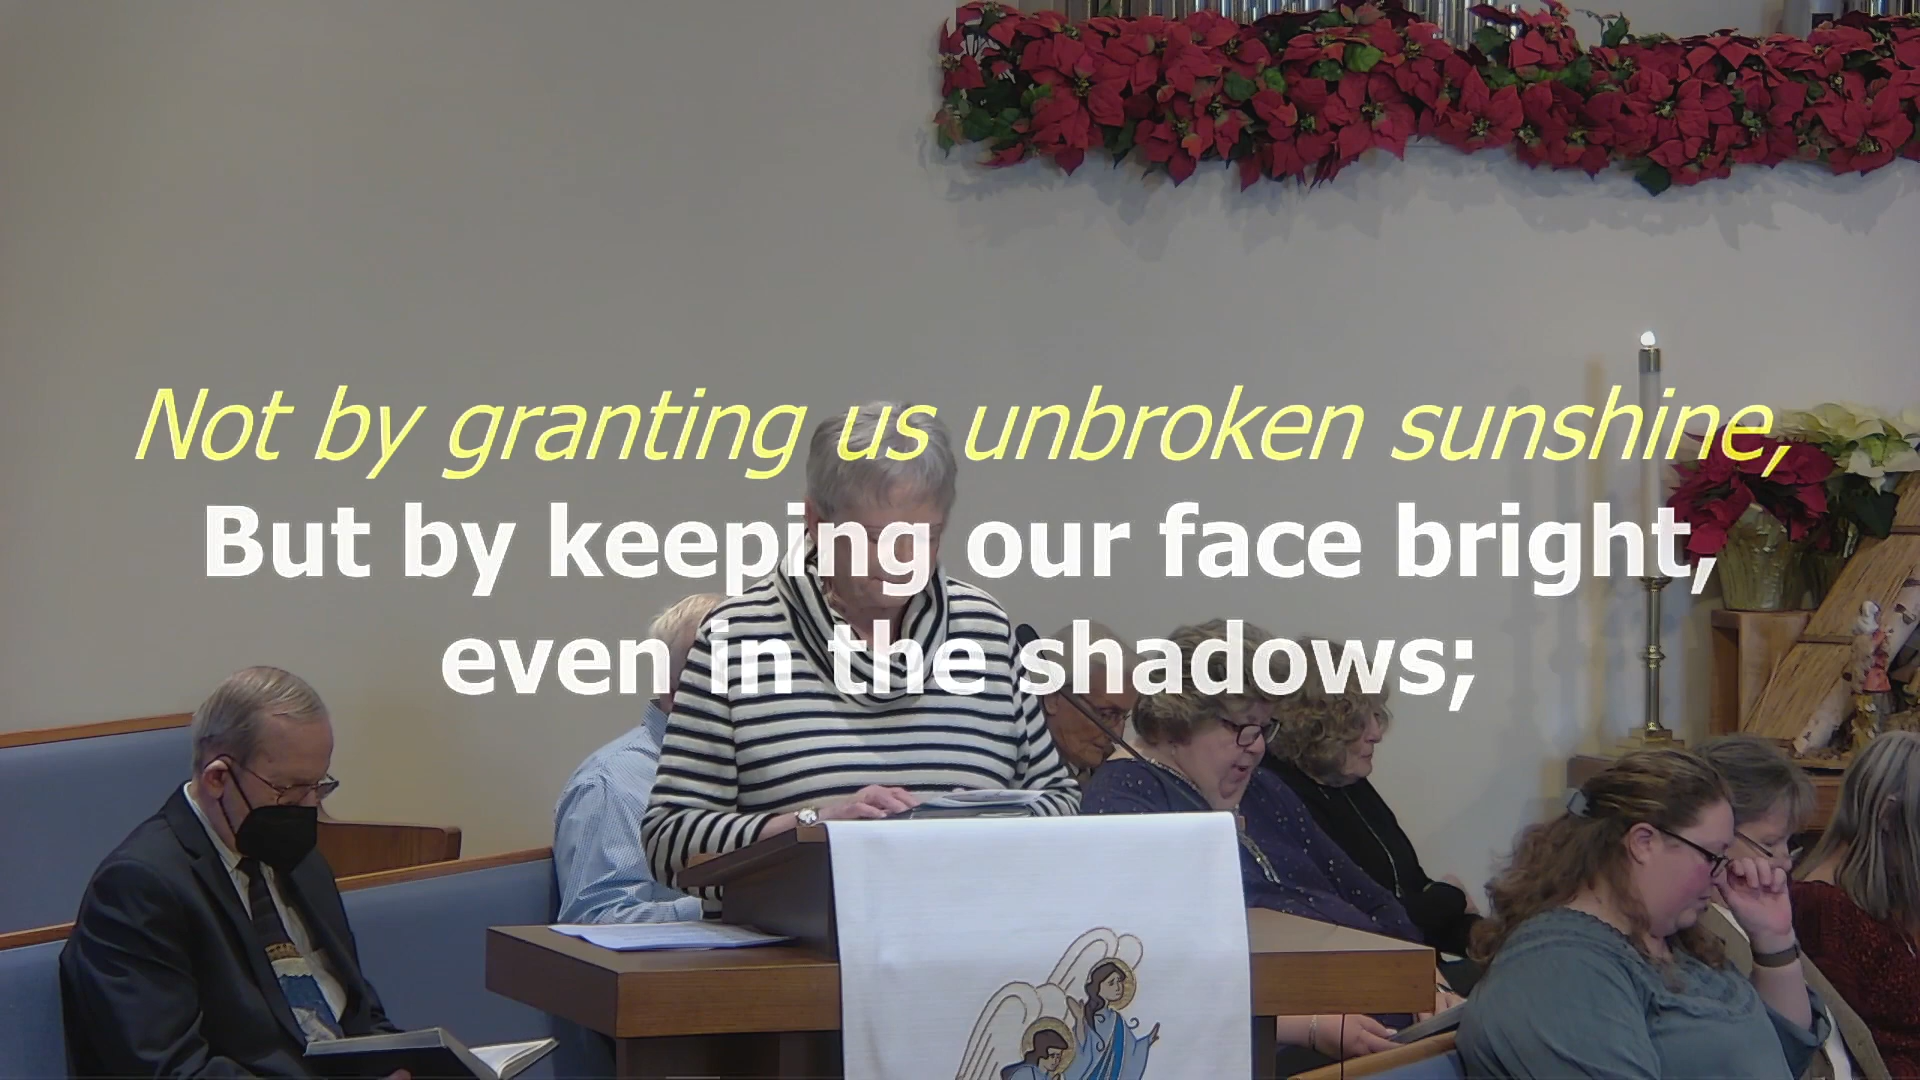 Not by granting us unbroken sunshine,
But by keeping our face bright,
even in the shadows;